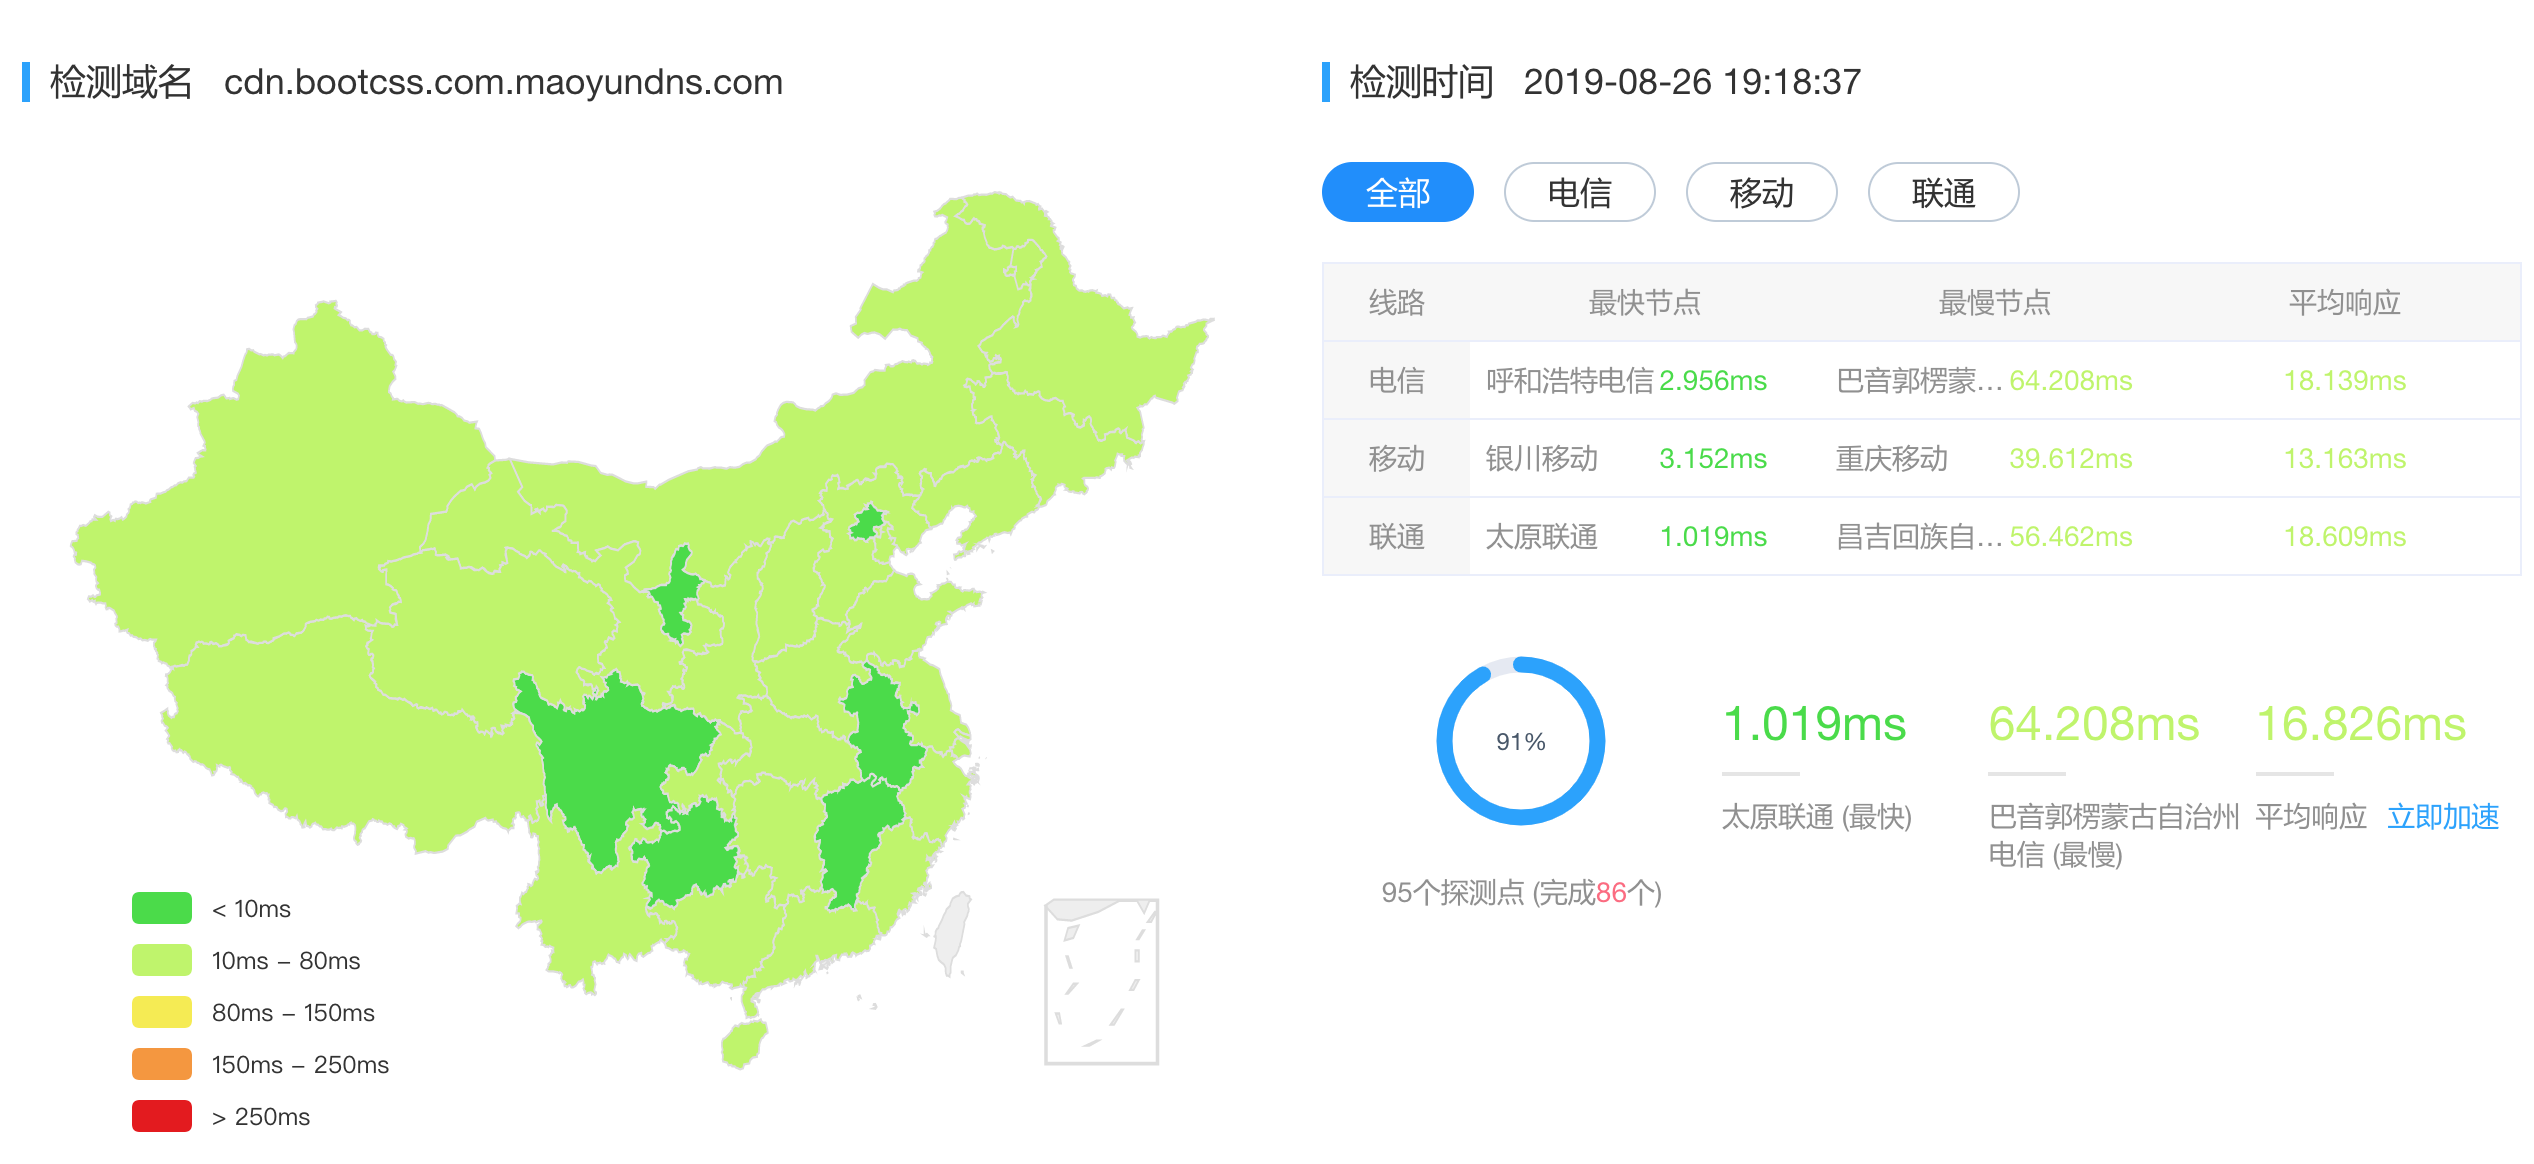 检测域名 cdn.bootcss.com.maoyundns.com
检测时间 2019-08-26 19:18:37
全部 电信 移动 联通
线路 最快节点 最慢节点 平均响应
电信 呼和浩特电信 2.956ms 巴音郭楞蒙... 64.208ms 18.139ms
移动 银川移动 3.152ms 重庆移动 39.612ms 13.163ms
联通 太原联通 1.019ms 昌吉回族自... 56.462ms 18.609ms
91%
95个探测点 (完成86个)
1.019ms
太原联通 (最快)
64.208ms
巴音郭楞蒙古自治州
电信 (最慢)
16.826ms
平均响应 立即加速
< 10ms
10ms – 80ms
80ms – 150ms
150ms – 250ms
> 250ms